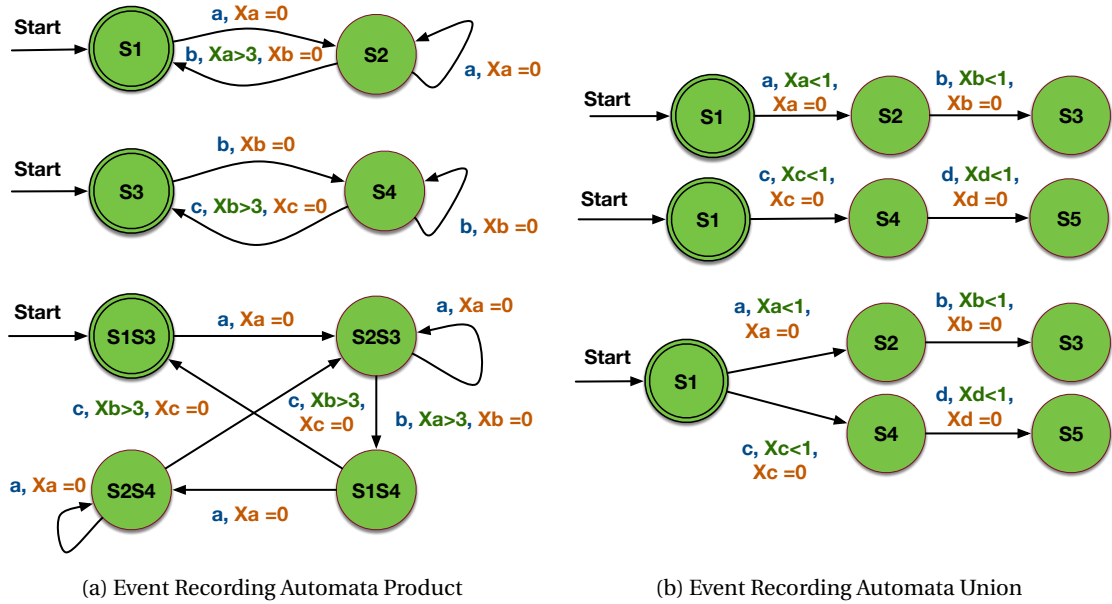 a, Xa =0
Start
S1
b, Xa>3, Xb =0
S2
a, Xa =0
b, Xb =0
Start
S3
c, Xb>3, Xc =0
S4
b, Xb =0
Start
S1S3
a, Xa =0
S2S3
a, Xa =0
c, Xb>3, Xc =0
c, Xb>3,
Xc =0
b, Xa>3, Xb =0
a, Xa =0
S2S4
S1S4
a, Xa =0
(a) Event Recording Automata Product
Start
S1
a, Xa<1,
Xa =0
S2
b, Xb<1,
Xb =0
S3
Start
S1
c, Xc<1,
Xc =0
S4
d, Xd<1,
Xd =0
S5
Start
S1
a, Xa<1,
Xa =0
S2
b, Xb<1,
Xb =0
S3
c, Xc<1,
Xc =0
S4
d, Xd<1,
Xd =0
S5
(b) Event Recording Automata Union